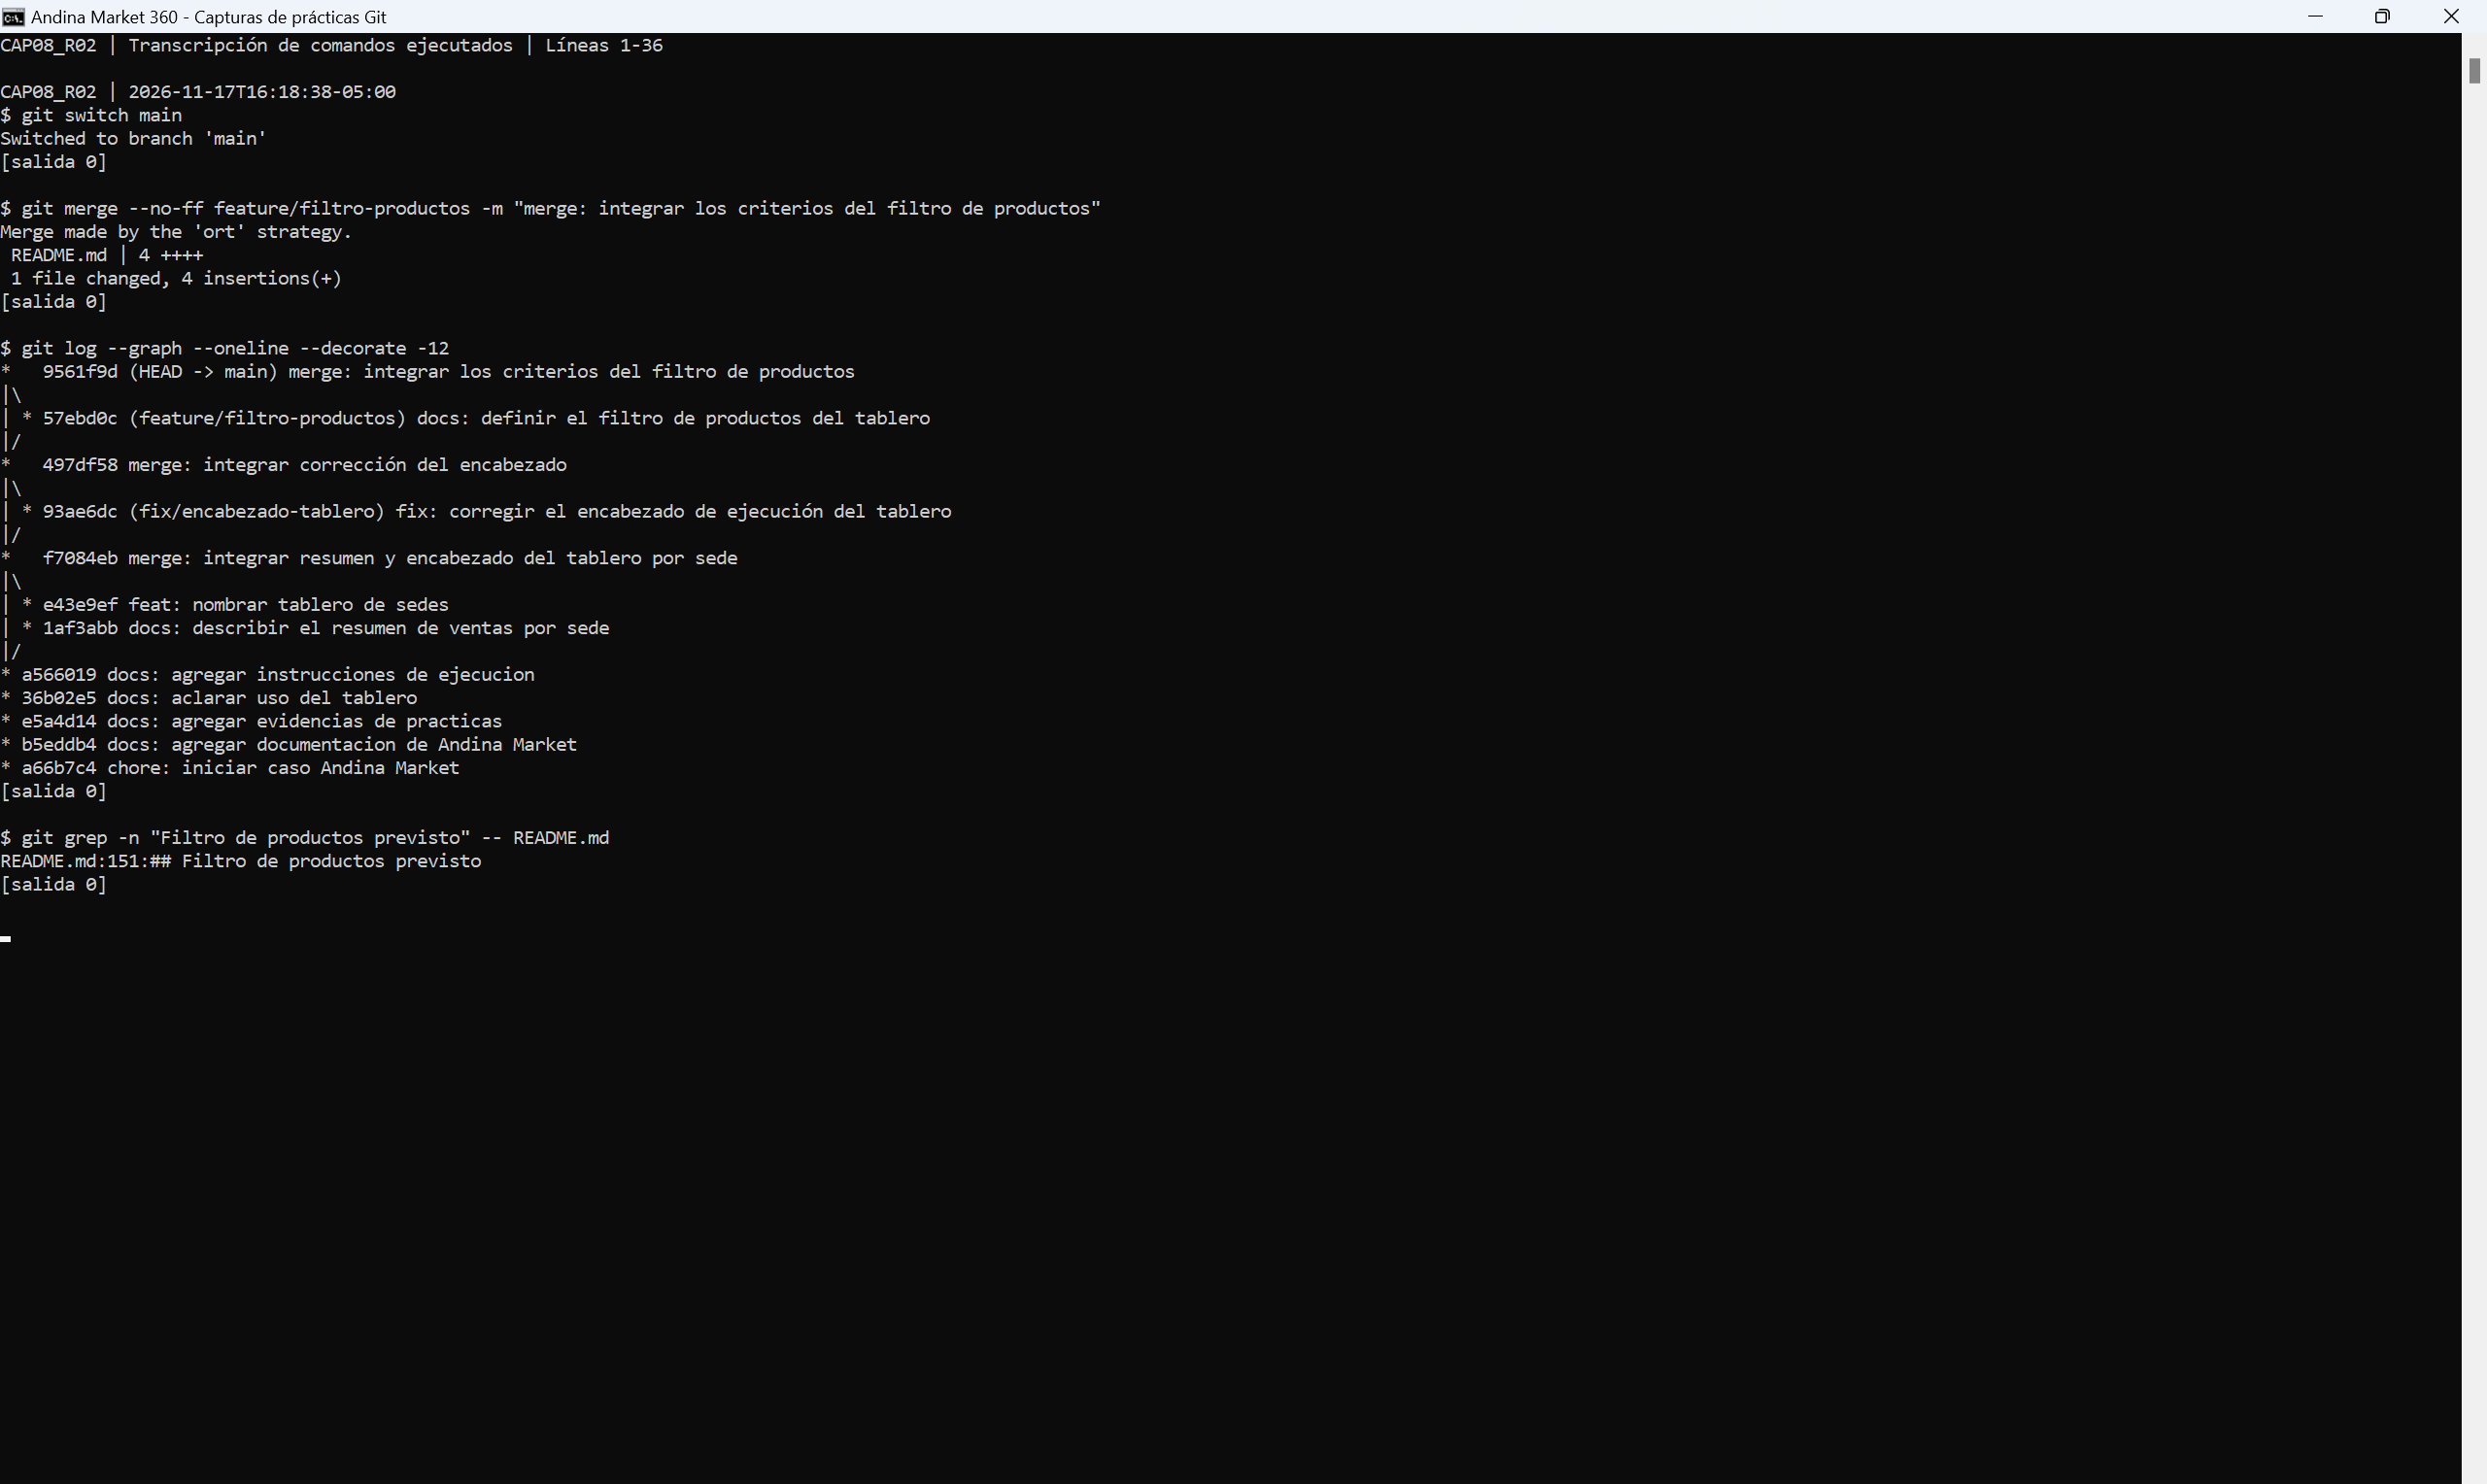 Andina Market 360 - Capturas de prácticas Git
CAP08_R02 | Transcripción de comandos ejecutados | Líneas 1-36
CAP08_R02 | 2026-11-17T16:18:38-05:00
$ git switch main
Switched to branch 'main'
[salida 0]
$ git merge --no-ff feature/filtro-productos -m "merge: integrar los criterios del filtro de productos"
Merge made by the 'ort' strategy.
 README.md | 4 ++++
 1 file changed, 4 insertions(+)
[salida 0]
$ git log --graph --oneline --decorate -12
*   9561f9d (HEAD -> main) merge: integrar los criterios del filtro de productos
|\
| * 57ebd0c (feature/filtro-productos) docs: definir el filtro de productos del tablero
|/
*   497df58 merge: integrar corrección del encabezado
|\
| * 93ae6dc (fix/encabezado-tablero) fix: corregir el encabezado de ejecución del tablero
|/
*   f7084eb merge: integrar resumen y encabezado del tablero por sede
|\
| * e43e9ef feat: nombrar tablero de sedes
| * 1af3abb docs: describir el resumen de ventas por sede
|/
* a566019 docs: agregar instrucciones de ejecucion
* 36b02e5 docs: aclarar uso del tablero
* e5a4d14 docs: agregar evidencias de practicas
* b5eddb4 docs: agregar documentacion de Andina Market
* a66b7c4 chore: iniciar caso Andina Market
[salida 0]
$ git grep -n "Filtro de productos previsto" -- README.md
README.md:151:## Filtro de productos previsto
[salida 0]